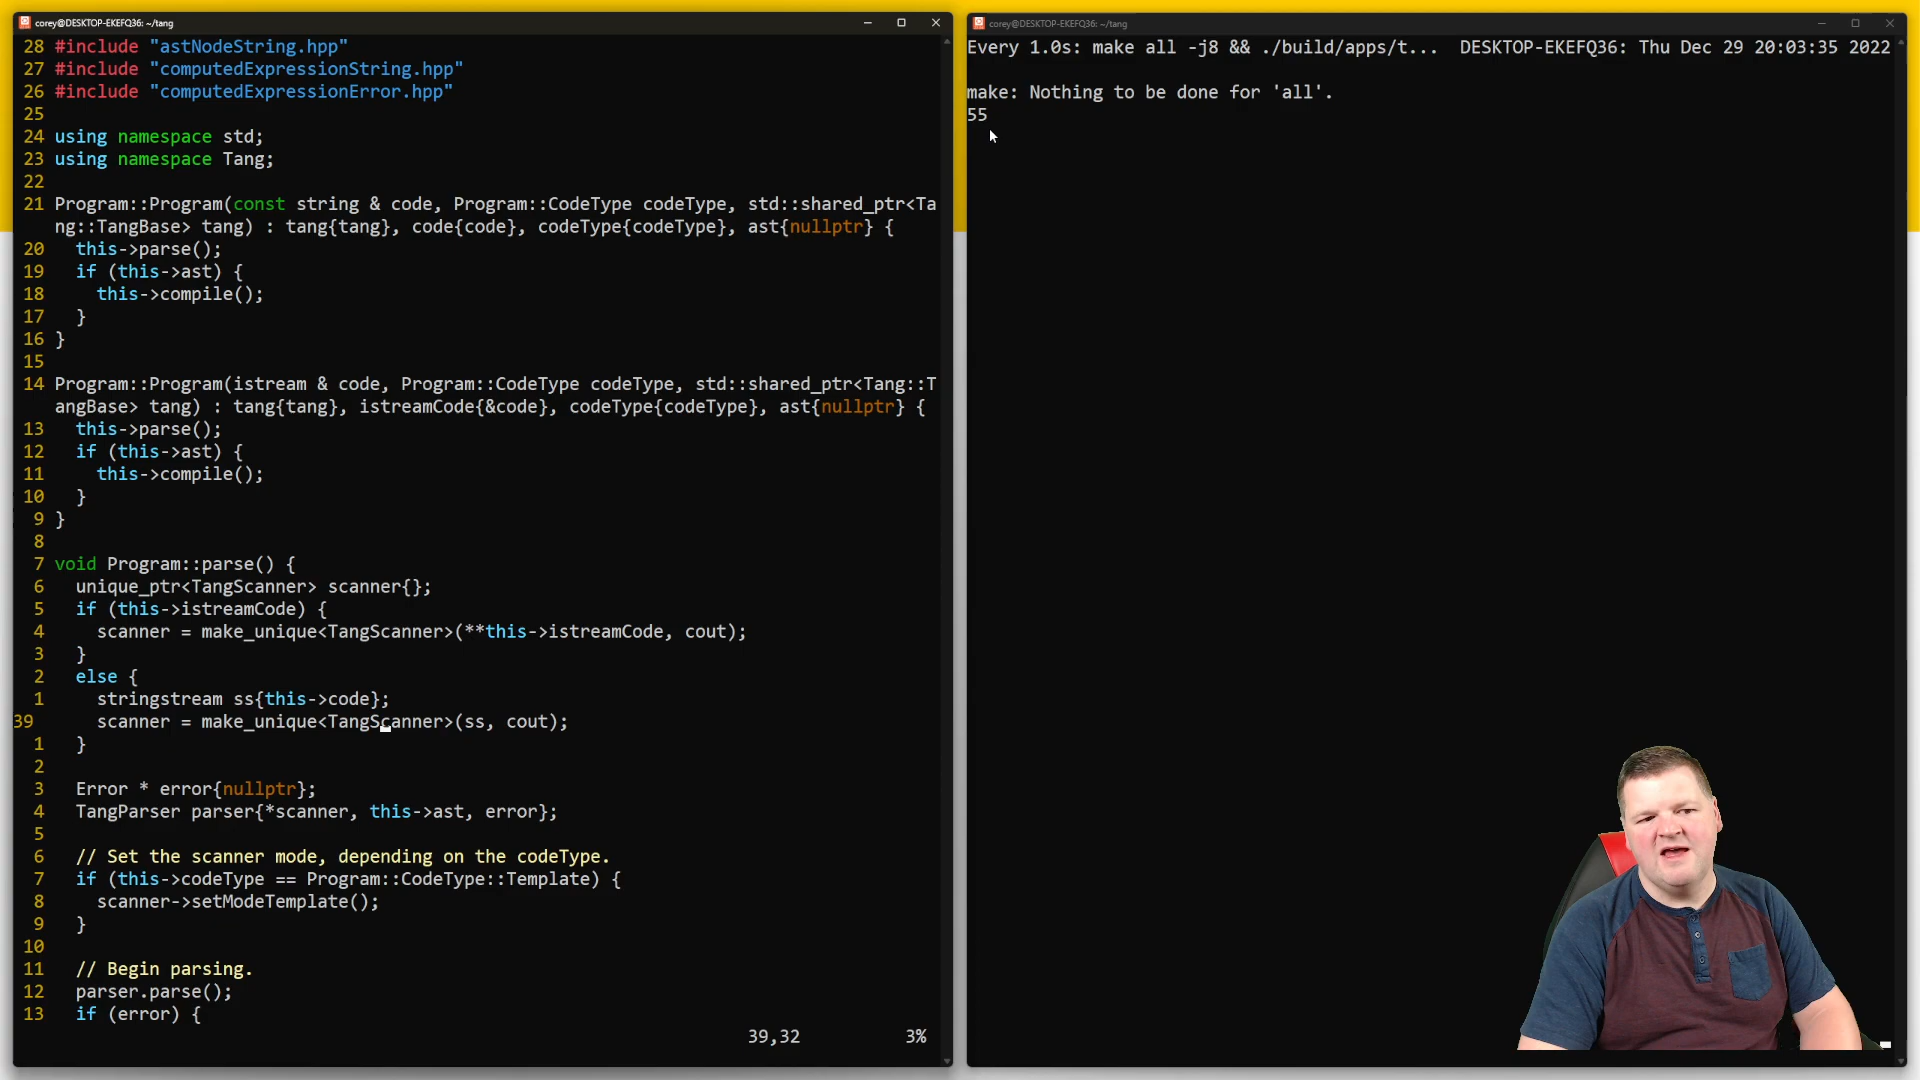 corey@DESKTOP-EKEFQ36: ~/tang
28 #include "astNodeString.hpp"
27 #include "computedExpressionString.hpp"
26 #include "computedExpressionError.hpp"
25
24 using namespace std;
23 using namespace Tang;
22
21 Program::Program(const string & code, Program::CodeType codeType, std::shared_ptr<Ta
ng::TangBase> tang) : tang{tang}, code{code}, codeType{codeType}, ast{nullptr} {
20 this->parse();
19 if (this->ast) {
18 this->compile();
17 }
16 }
15
14 Program::Program(istream & code, Program::CodeType codeType, std::shared_ptr<Tang::T
angBase> tang) : tang{tang}, istreamCode{&code}, codeType{codeType}, ast{nullptr} {
13 this->parse();
12 if (this->ast) {
11 this->compile();
10 }
9 }
8
7 void Program::parse() {
6 unique_ptr<TangScanner> scanner{};
5 if (this->istreamCode) {
4 scanner = make_unique<TangScanner>(**this->istreamCode, cout);
3 }
2 else {
1 stringstream ss{this->code};
39 scanner = make_unique<TangScanner>(ss, cout);
1 }
2
3 Error * error{nullptr};
4 TangParser parser{*scanner, this->ast, error};
5
6 // Set the scanner mode, depending on the codeType.
7 if (this->codeType == Program::CodeType::Template) {
8 scanner->setModeTemplate();
9 }
10
11 // Begin parsing.
12 parser.parse();
13 if (error) {
39,32 3%
corey@DESKTOP-EKEFQ36: ~/tang
Every 1.0s: make all -j8 && ./build/apps/t... DESKTOP-EKEFQ36: Thu Dec 29 20:03:35 2022
make: Nothing to be done for 'all'.
55